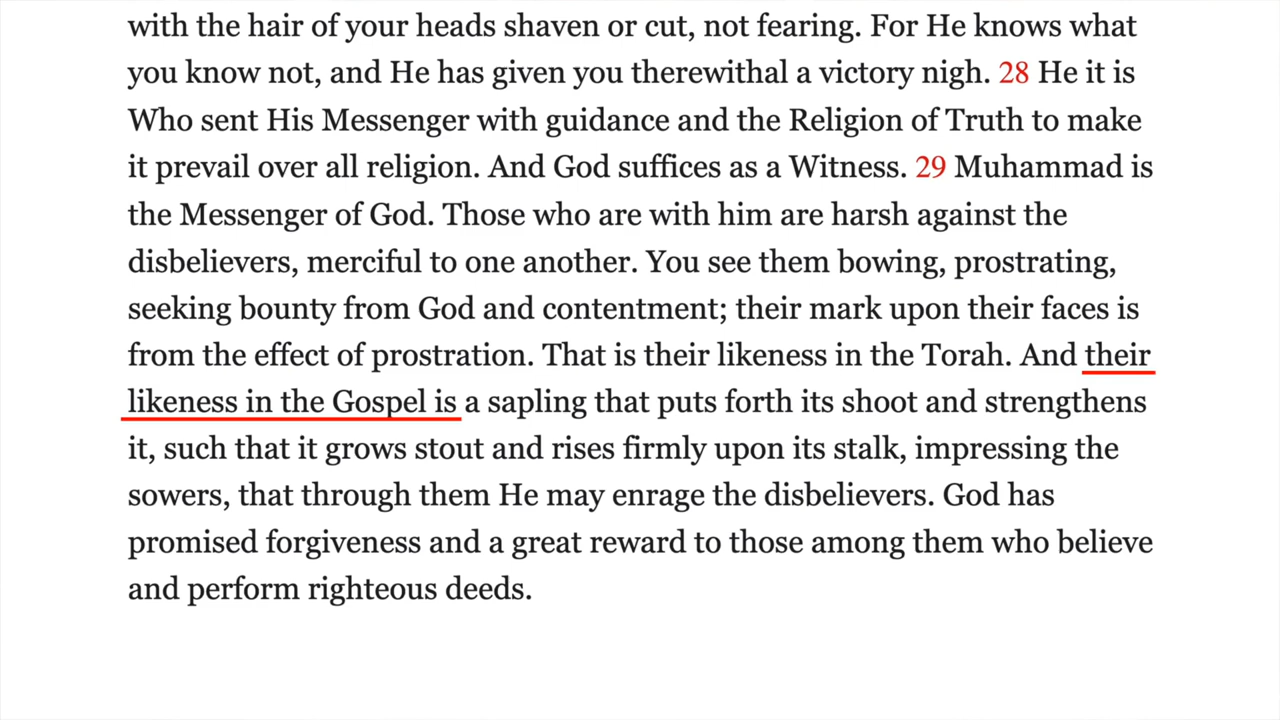 with the hair of your heads shaven or cut, not fearing. For He knows what
you know not, and He has given you therewithal a victory nigh. 28 He it is
Who sent His Messenger with guidance and the Religion of Truth to make
it prevail over all religion. And God suffices as a Witness. 29 Muhammad is
the Messenger of God. Those who are with him are harsh against the
disbelievers, merciful to one another. You see them bowing, prostrating,
seeking bounty from God and contentment; their mark upon their faces is
from the effect of prostration. That is their likeness in the Torah. And their
likeness in the Gospel is a sapling that puts forth its shoot and strengthens
it, such that it grows stout and rises firmly upon its stalk, impressing the
sowers, that through them He may enrage the disbelievers. God has
promised forgiveness and a great reward to those among them who believe
and perform righteous deeds.